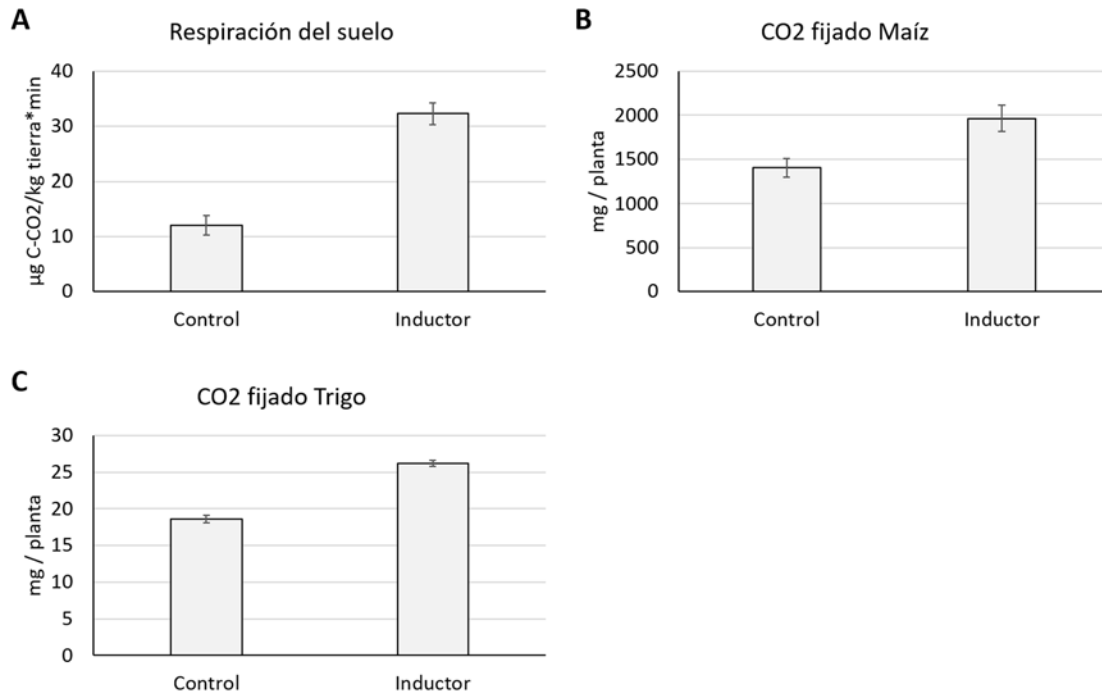 A
Respiración del suelo
µg C-CO2/kg tierra*min
40
30
20
10
0
Control
Inductor
B
CO2 fijado Maíz
mg / planta
2500
2000
1500
1000
500
0
Control
Inductor
C
CO2 fijado Trigo
mg / planta
30
25
20
15
10
5
0
Control
Inductor